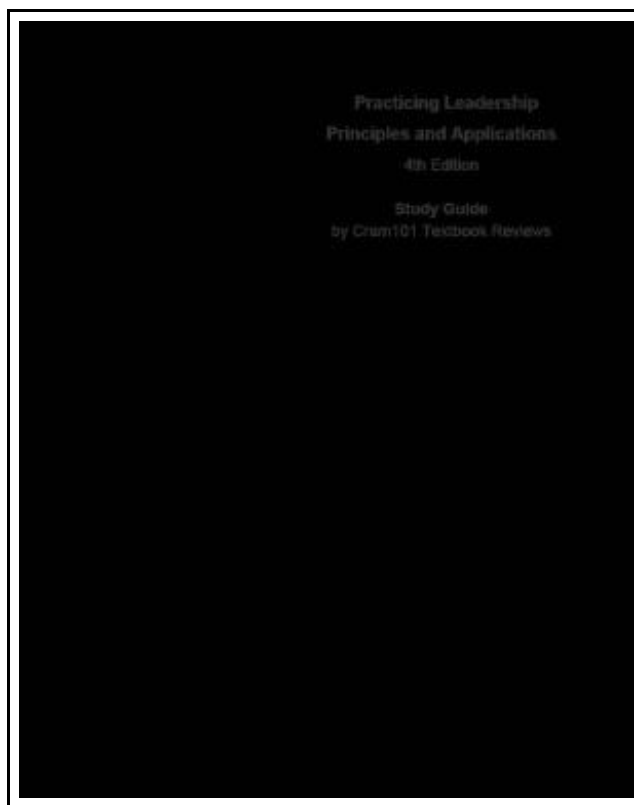 Practicing Leadership
Principles and Applications
4th Edition
Study Guide
by Cram101 Textbook Reviews